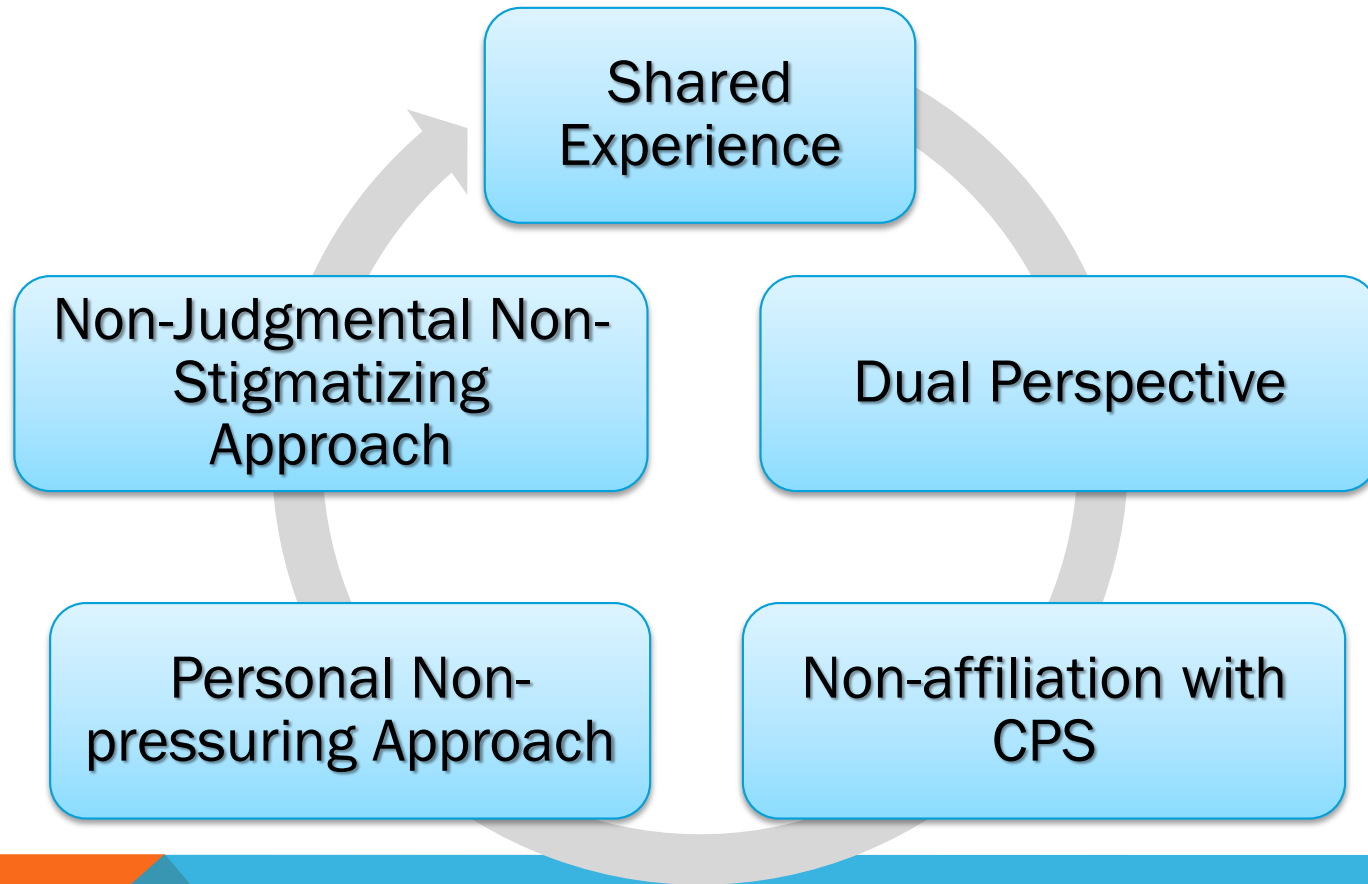 Shared
Experience
Dual Perspective
Non-affiliation with
CPS
Personal Non-
pressuring Approach
Non-Judgmental Non-
Stigmatizing
Approach